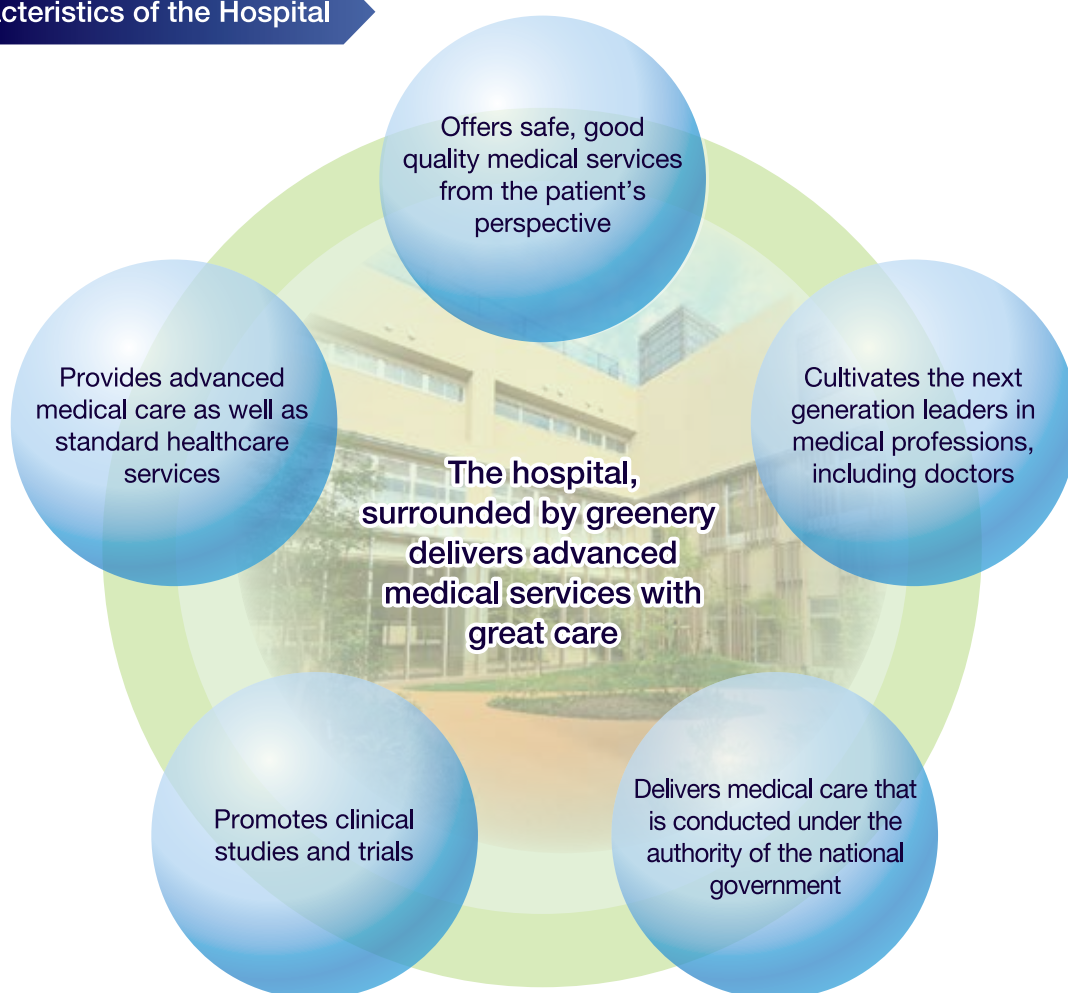 acteristics of the Hospital
Offers safe, good
quality medical services
from the patient’s
perspective
Provides advanced
medical care as well as
standard healthcare
services
Cultivates the next
generation leaders in
medical professions,
including doctors
The hospital,
surrounded by greenery
delivers advanced
medical services with
great care
Promotes clinical
studies and trials
Delivers medical care that
is conducted under the
authority of the national
government